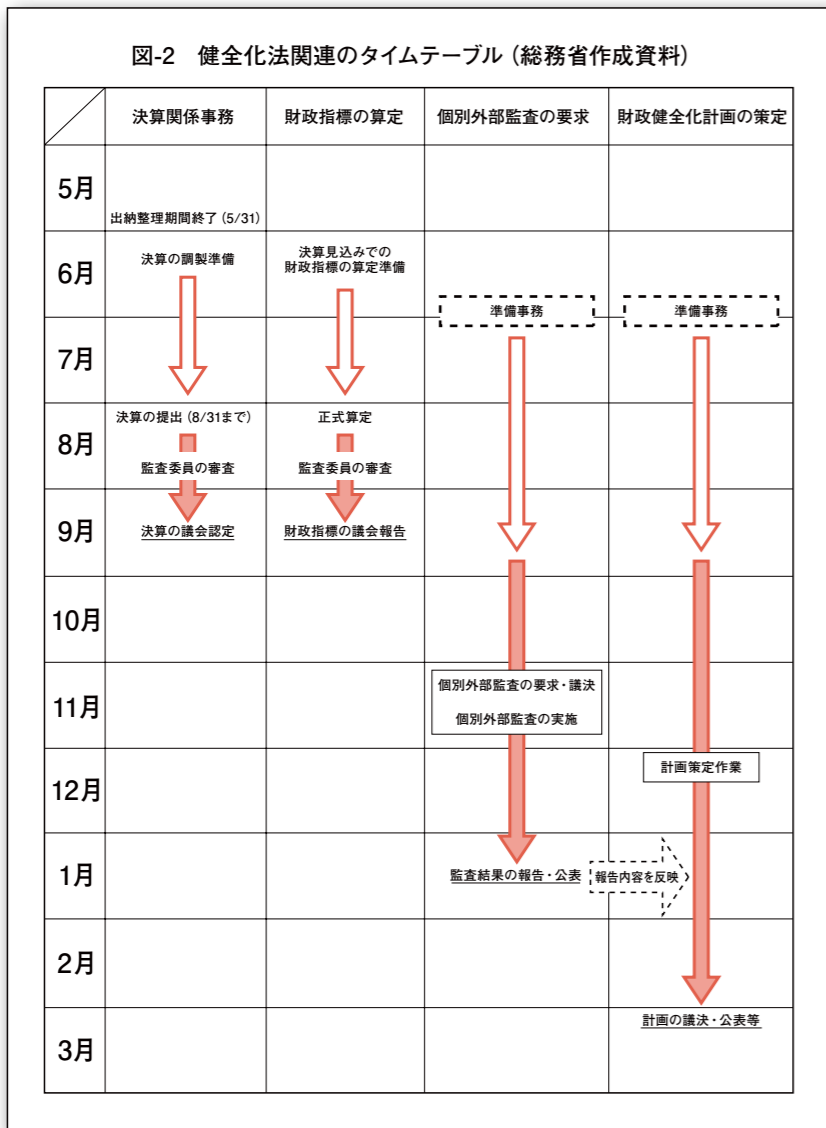 図-2 健全化法関連のタイムテーブル（総務省作成資料）
決算関係事務
財政指標の算定
個別外部監査の要求
財政健全化計画の策定
5月
出納整理期間終了（5/31）
6月
決算の調製準備
決算見込みでの
財政指標の算定準備
準備事務
準備事務
7月
8月
決算の提出（8/31まで）
正式算定
監査委員の審査
監査委員の審査
9月
決算の議会認定
財政指標の議会報告
10月
11月
個別外部監査の要求・議決
個別外部監査の実施
12月
計画策定作業
1月
監査結果の報告・公表
報告内容を反映
2月
計画の議決・公表等
3月